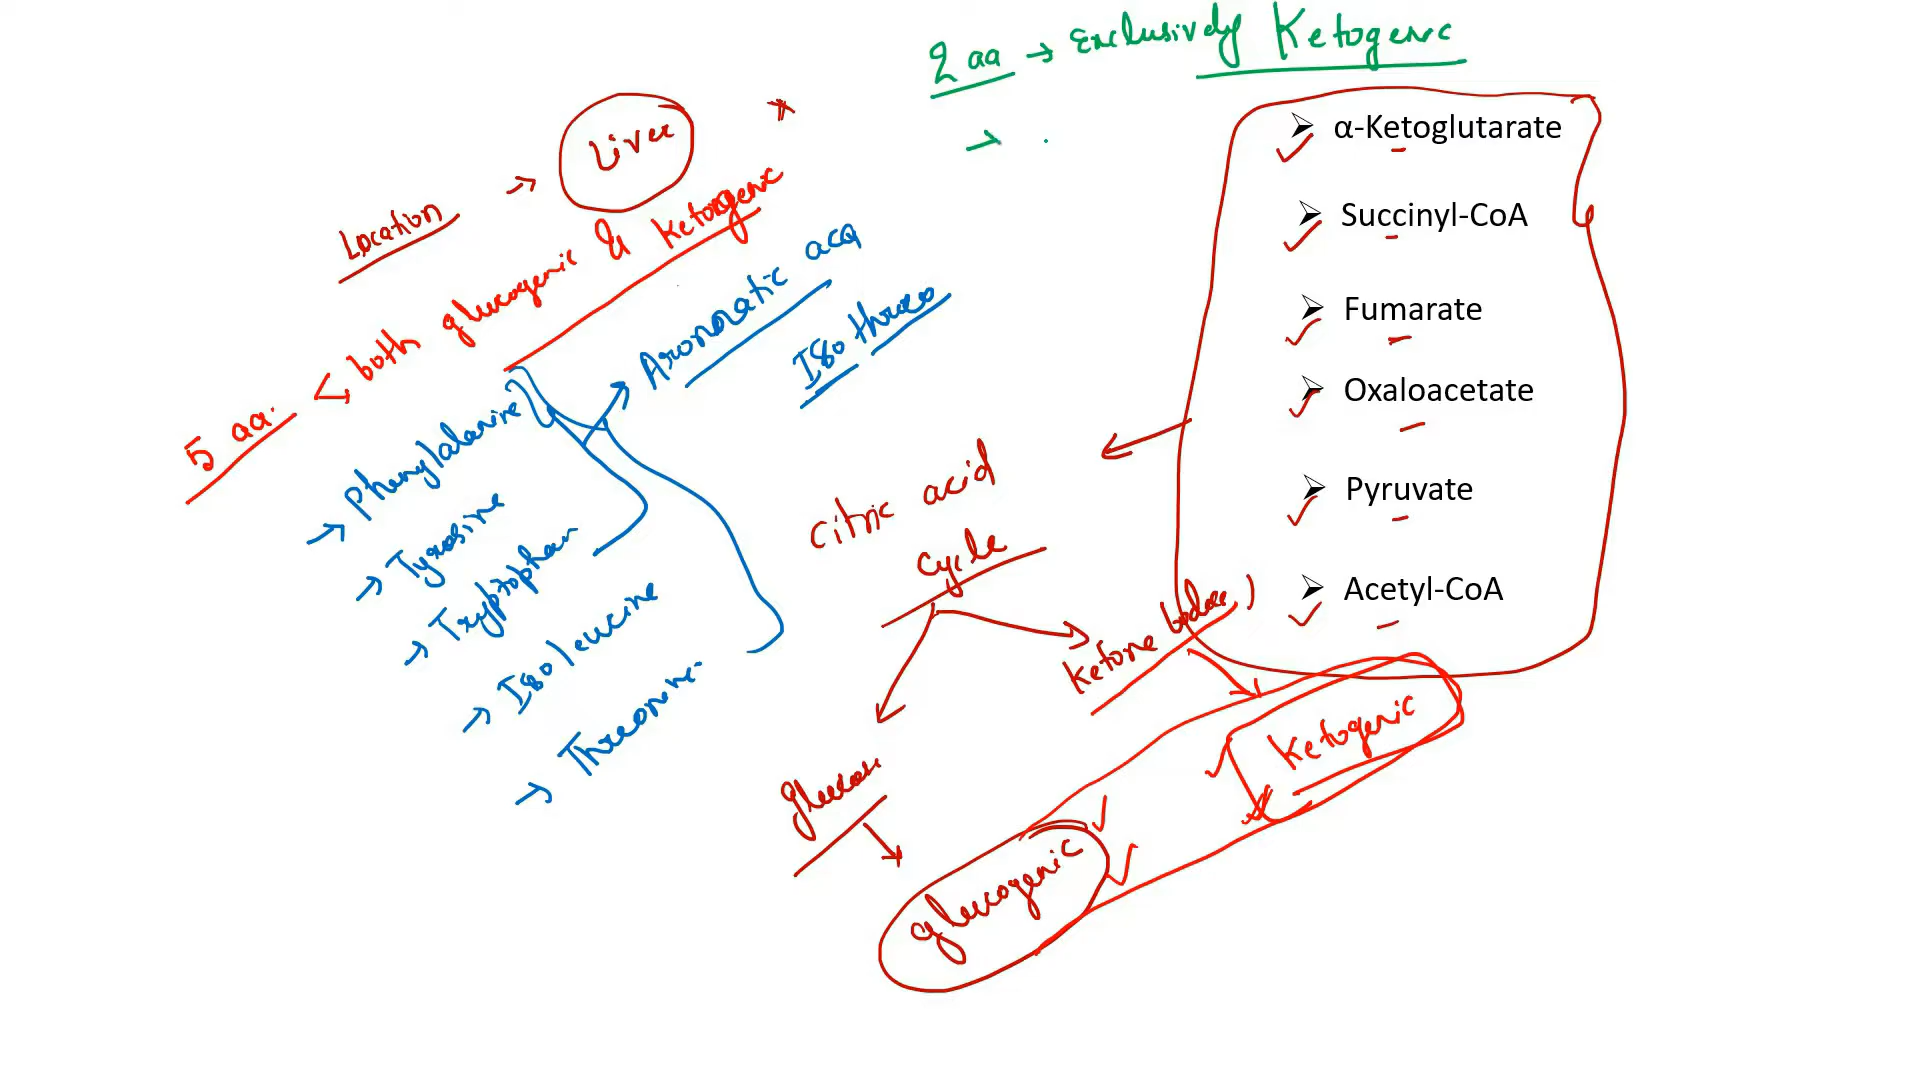 2 aa → Exclusively Ketogenic
→
Location → Liver *
5 aa. < both glucogenic & Ketogenic
→ Phenylalanine
→ Tyrosine
→ Tryptophan
→ Isoleucine
→ Threonine
Aromatic aca
Iso threo
➢ α-Ketoglutarate
➢ Succinyl-CoA
➢ Fumarate
➢ Oxaloacetate
➢ Pyruvate
➢ Acetyl-CoA
Citric acid
cycle
Ketone bodies
Ketogenic
glucose
glucogenic